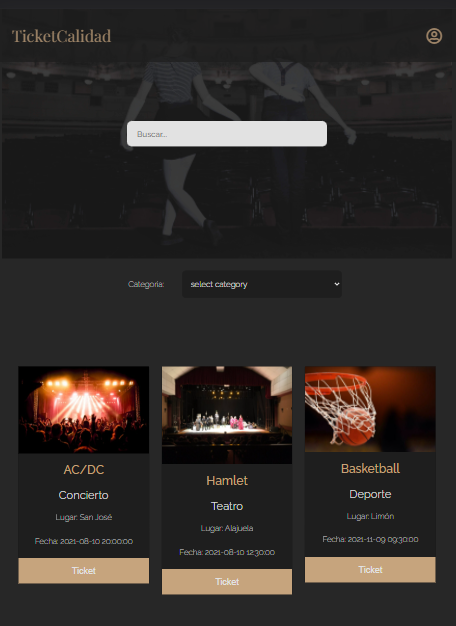 TicketCalidad
Buscar...
Categoria:
select category
AC/DC
Concierto
Lugar: San José
Fecha: 2021-08-10 20:00:00
Ticket
Hamlet
Teatro
Lugar: Alajuela
Fecha: 2021-08-10 12:30:00
Ticket
Basketball
Deporte
Lugar: Limón
Fecha: 2021-11-09 09:30:00
Ticket